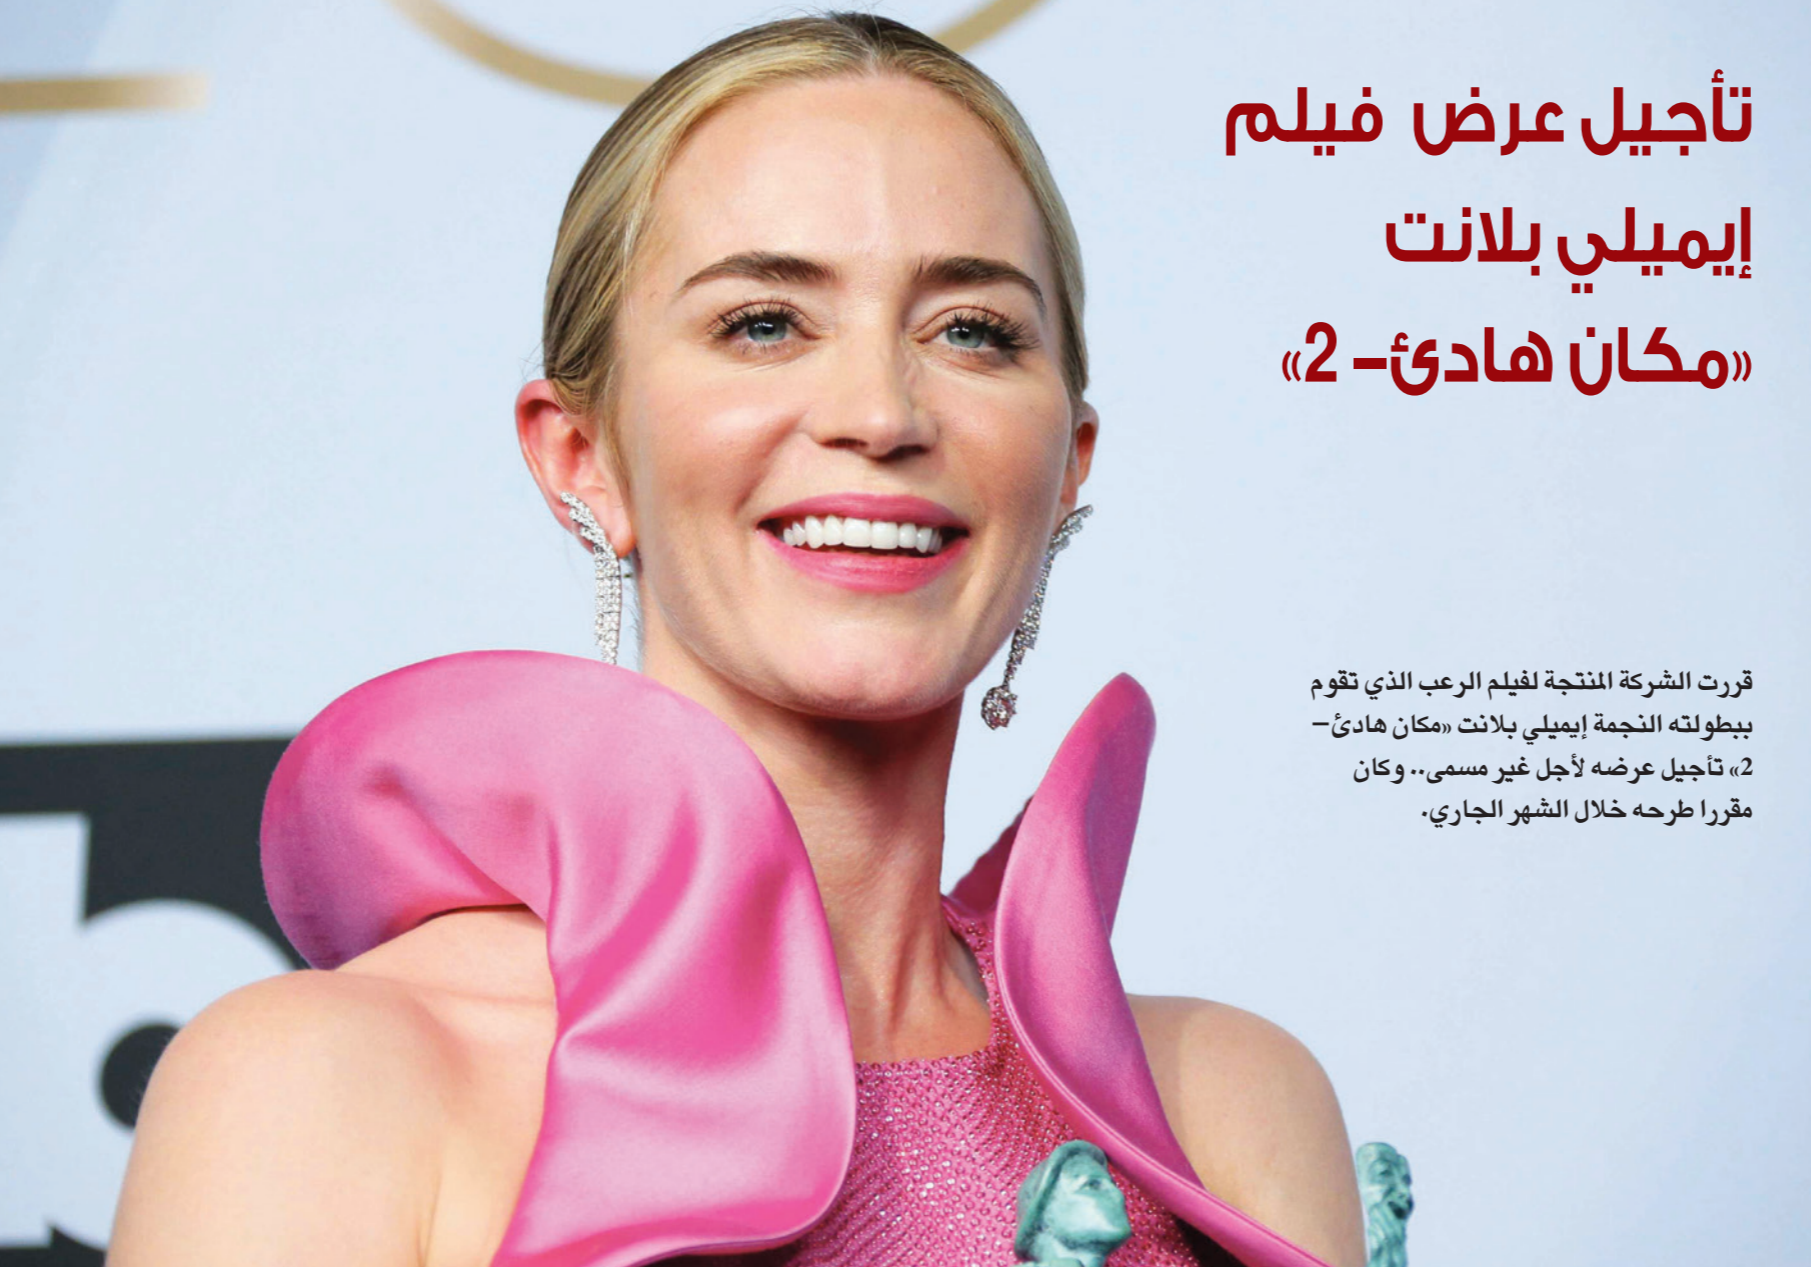 تأجيل عرض فيلم
إيميلي بلانت
«مكان هادئ- 2»
قررت الشركة المنتجة لفيلم الرعب الذي تقوم
ببطولته النجمة إيميلي بلانت «مكان هادئ-
2» تأجيل عرضه لأجل غير مسمى.. وكان
مقررا طرحه خلال الشهر الجاري.